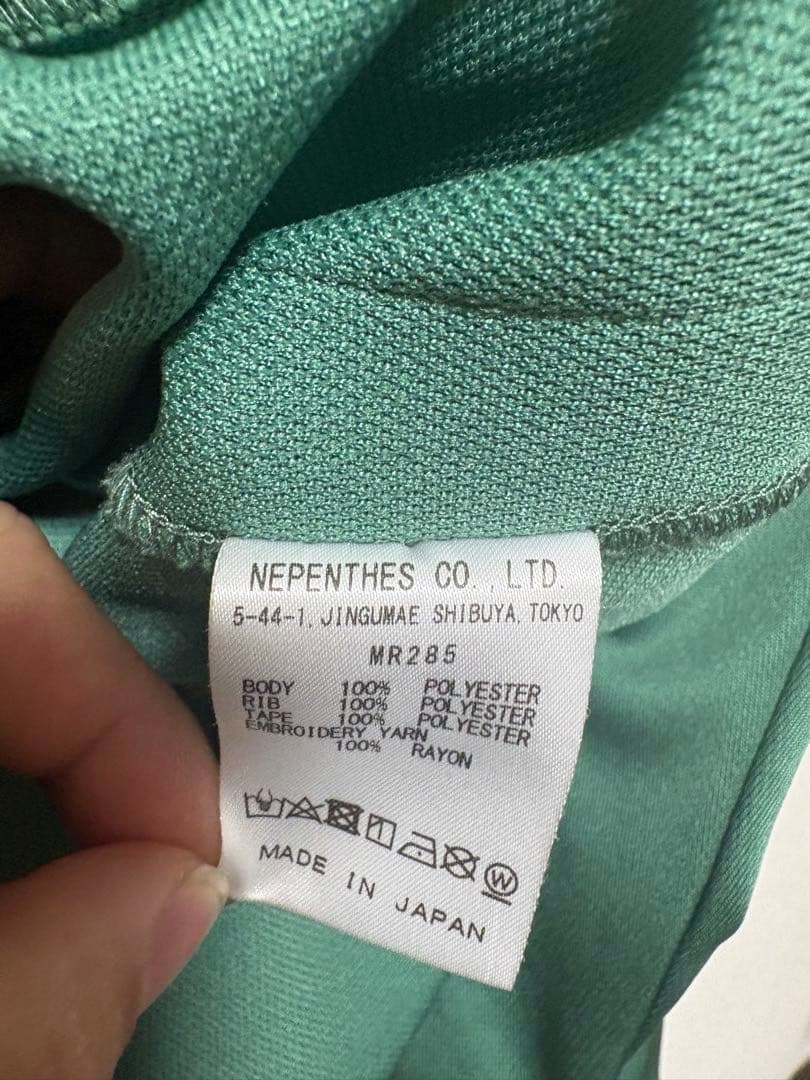 NEPENTHES CO., LTD.
5-44-1, JINGUMAE SHIBUYA, TOKYO
MR285
BODY 100% POLYESTER
RIB 100% POLYESTER
TAPE 100% POLYESTER
EMBROIDERY YARN
100% RAYON
W
MADE IN JAPAN